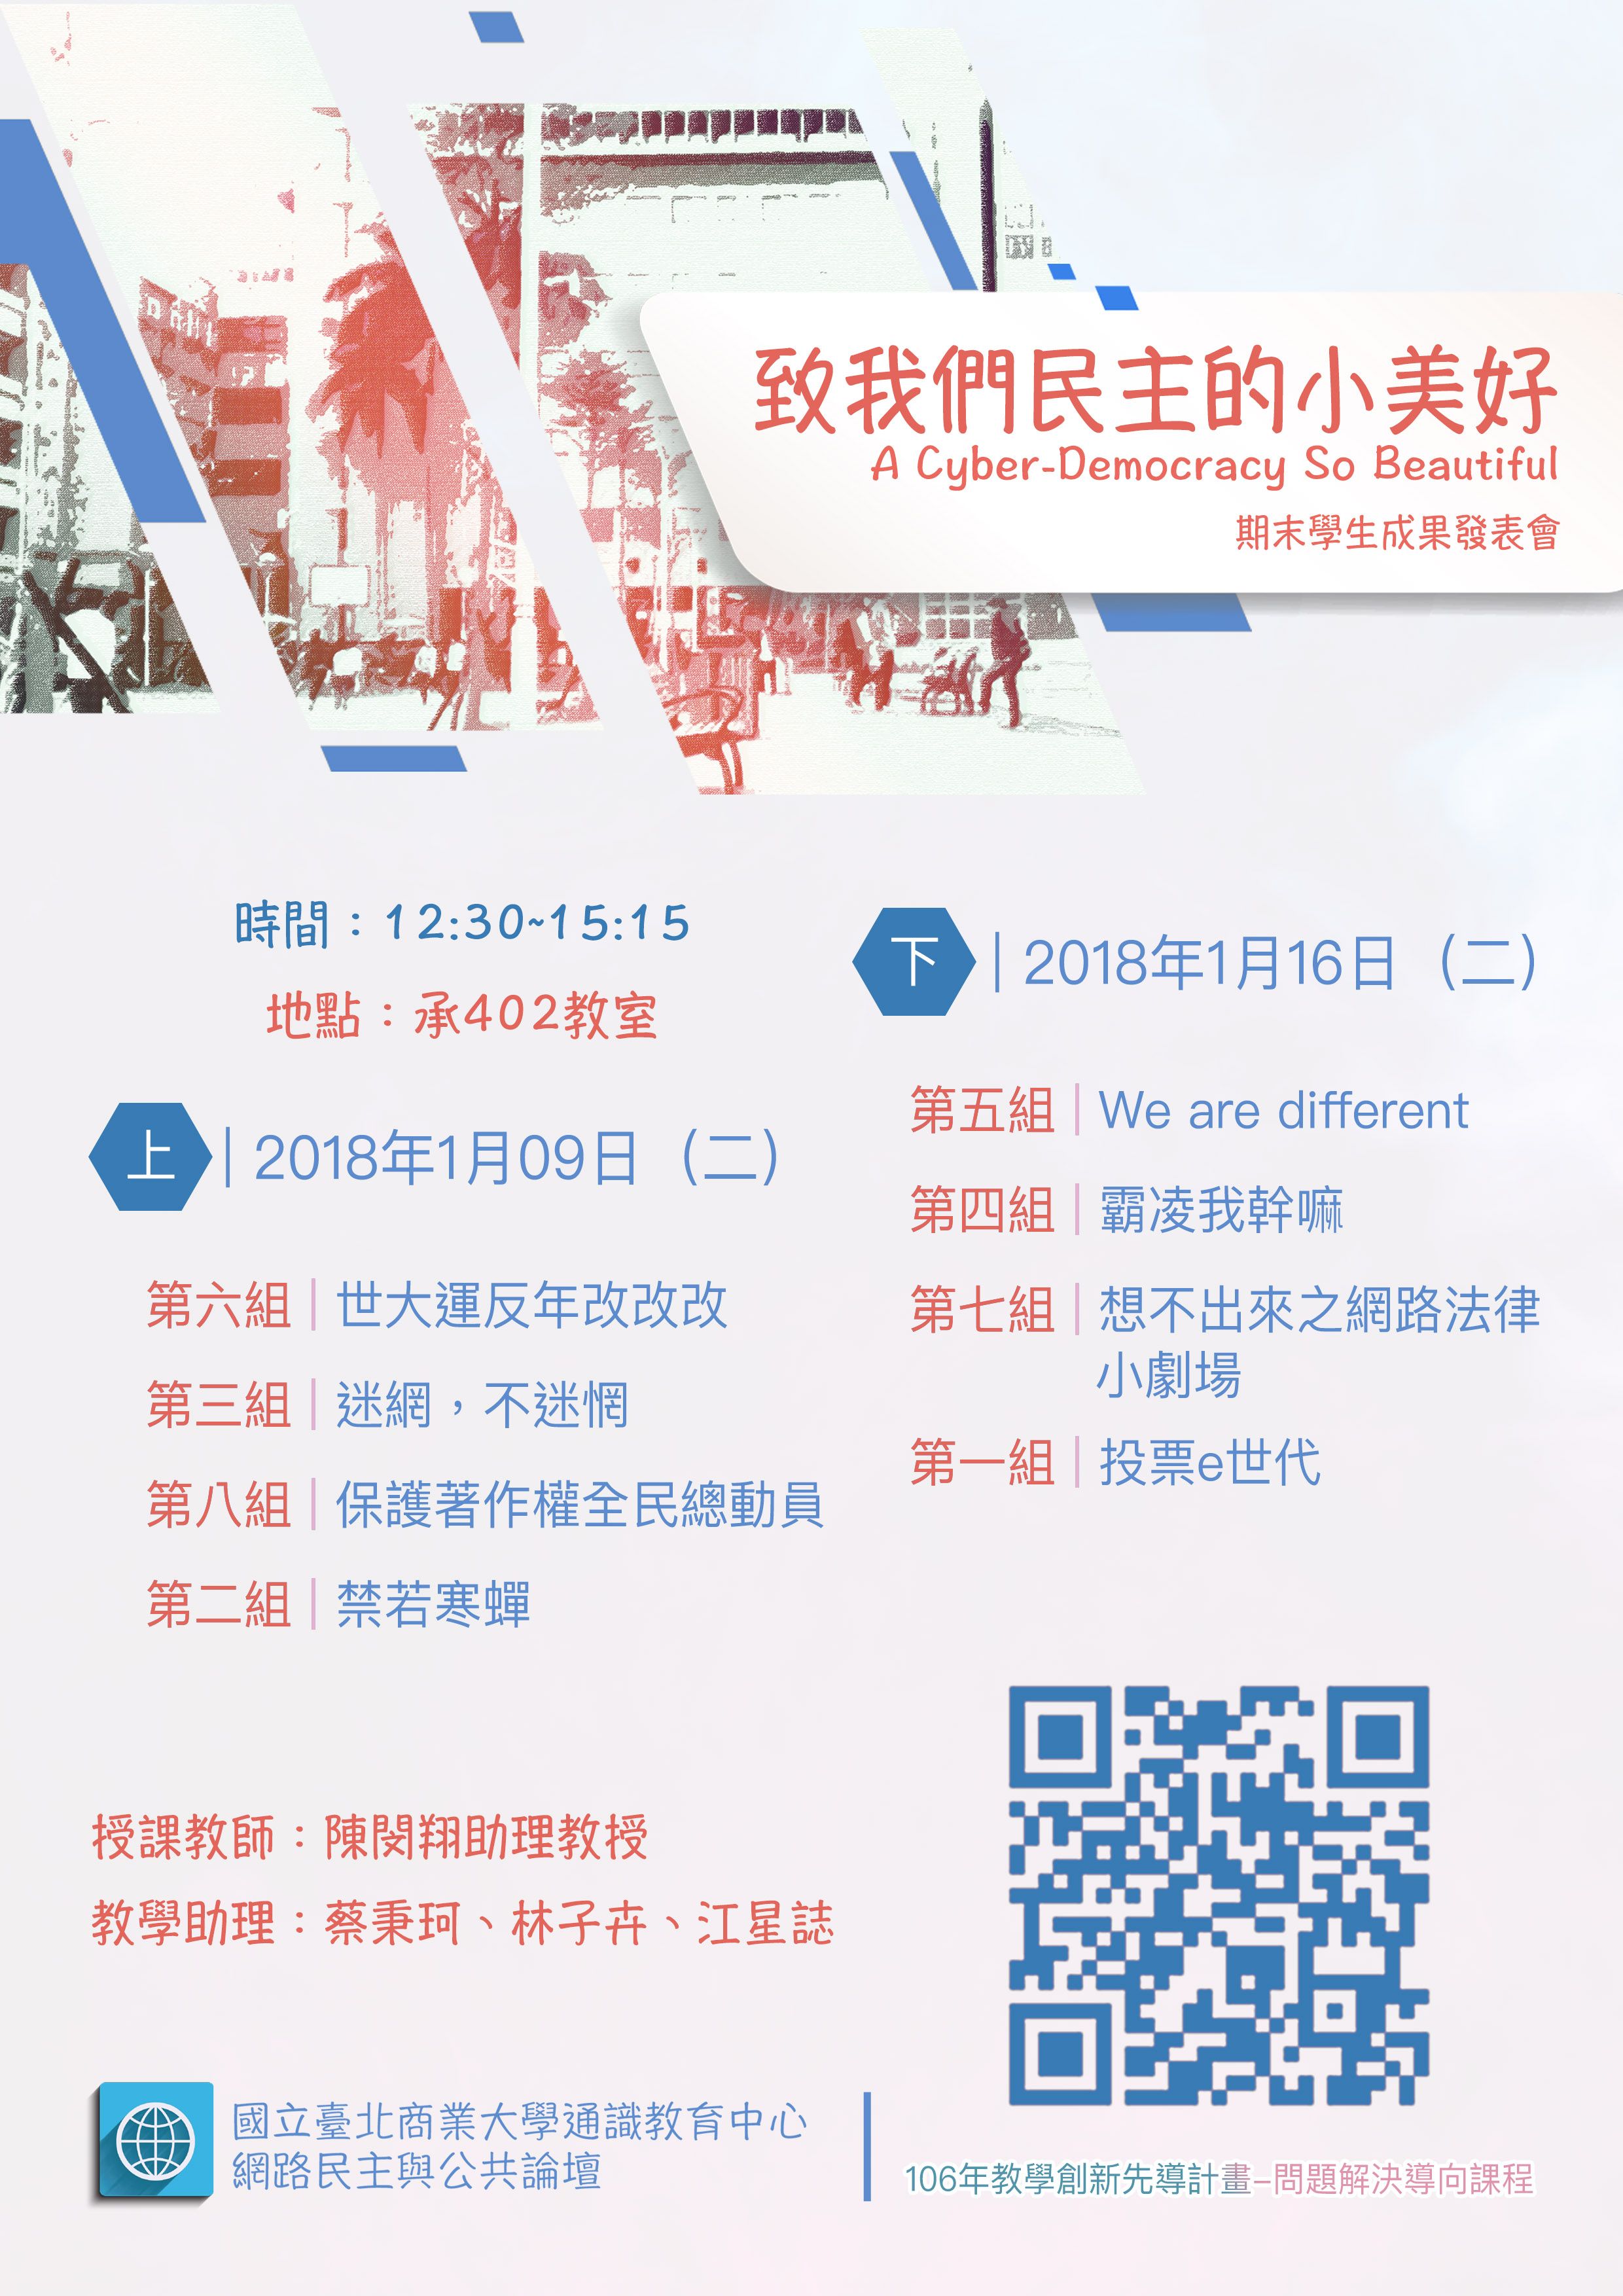 致我們民主的小美好
A Cyber-Democracy So Beautiful
期末學生成果發表會
時間：12:30~15:15
地點：承402教室
上｜2018年1月09日（二）
第六組｜世大運反年改改改
第三組｜迷網，不迷惘
第八組｜保護著作權全民總動員
第二組｜禁若寒蟬
下｜2018年1月16日（二）
第五組｜We are different
第四組｜霸凌我幹嘛
第七組｜想不出來之網路法律
小劇場
第一組｜投票e世代
授課教師：陳閔翔助理教授
教學助理：蔡秉珂、林子卉、江星誌
國立臺北商業大學通識教育中心
網路民主與公共論壇
106年教學創新先導計畫–問題解決導向課程